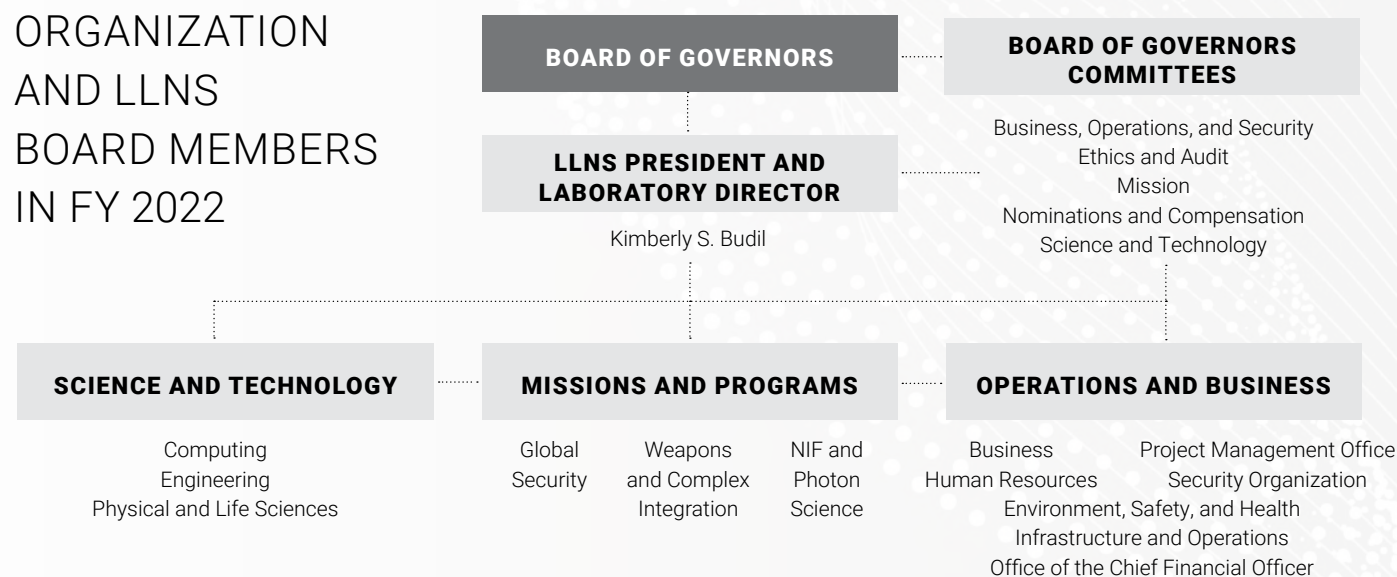 ORGANIZATION
AND LLNS
BOARD MEMBERS
IN FY 2022
BOARD OF GOVERNORS
BOARD OF GOVERNORS
COMMITTEES
Business, Operations, and Security
Ethics and Audit
Mission
Nominations and Compensation
Science and Technology
LLNS PRESIDENT AND
LABORATORY DIRECTOR
Kimberly S. Budil
SCIENCE AND TECHNOLOGY
Computing
Engineering
Physical and Life Sciences
MISSIONS AND PROGRAMS
Global
Security
Weapons
and Complex
Integration
NIF and
Photon
Science
OPERATIONS AND BUSINESS
Business
Project Management Office
Human Resources
Security Organization
Environment, Safety, and Health
Infrastructure and Operations
Office of the Chief Financial Officer